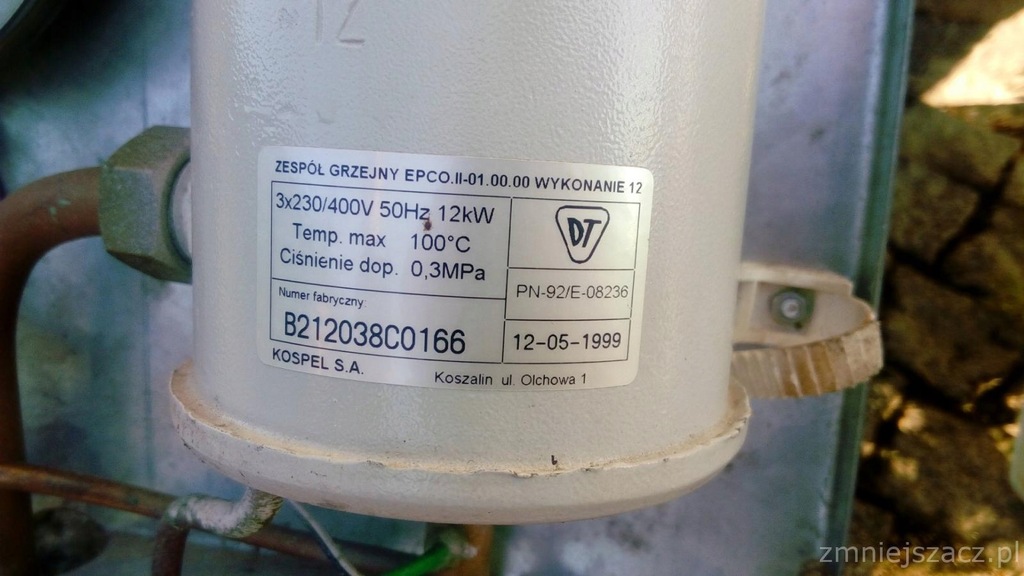 12
ZESPÓŁ GRZEJNY EPCO.II-01.00.00 WYKONANIE 12
3x230/400V 50Hz 12kW
Temp. max 100°C
Ciśnienie dop. 0,3MPa
DT
PN-92/E-08236
Numer fabryczny:
B212038C0166
12-05-1999
KOSPEL S.A.
Koszalin ul. Olchowa 1
zmniejszacz.pl